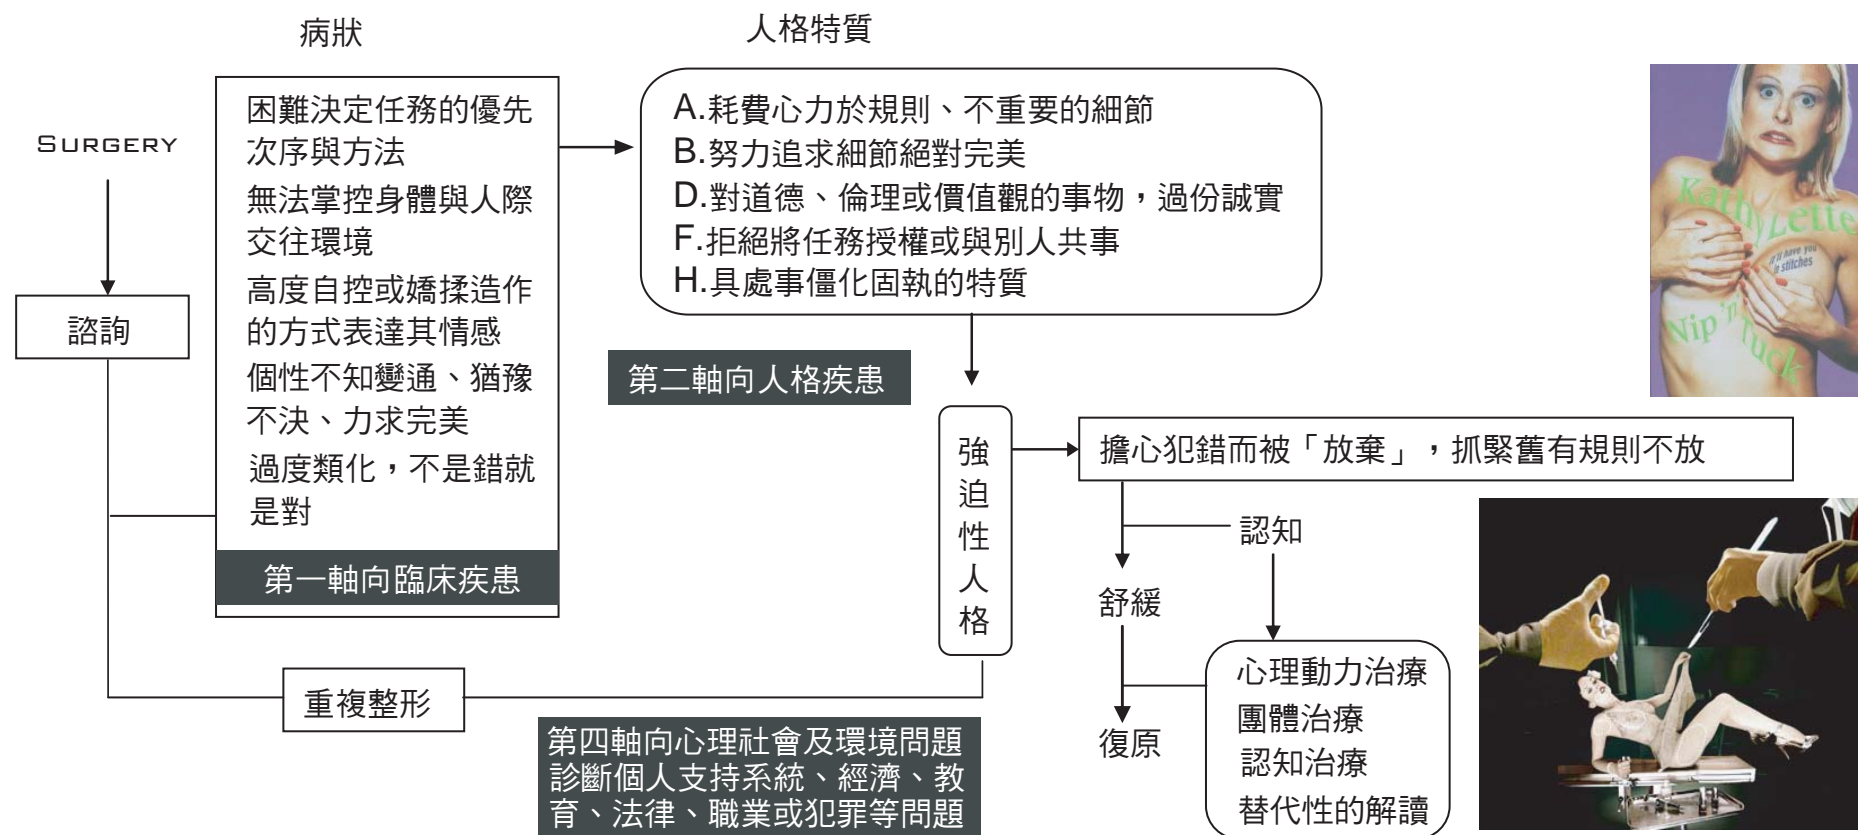 病狀
人格特質
SURGERY
諮詢
困難決定任務的優先
次序與方法
無法掌控身體與人際
交往環境
高度自控或嬌揉造作
的方式表達其情感
個性不知變通、猶豫
不決、力求完美
過度類化，不是錯就
是對
第一軸向臨床疾患
A.耗費心力於規則、不重要的細節
B.努力追求細節絕對完美
D.對道德、倫理或價值觀的事物，過份誠實
F.拒絕將任務授權或與別人共事
H.具處事僵化固執的特質
第二軸向人格疾患
強迫性人格
擔心犯錯而被「放棄」，抓緊舊有規則不放
認知
舒緩
復原
心理動力治療
團體治療
認知治療
替代性的解讀
重複整形
第四軸向心理社會及環境問題
診斷個人支持系統、經濟、教
育、法律、職業或犯罪等問題
Kathy Lette
it'll have you
in stitches
Nip 'n' Tuck